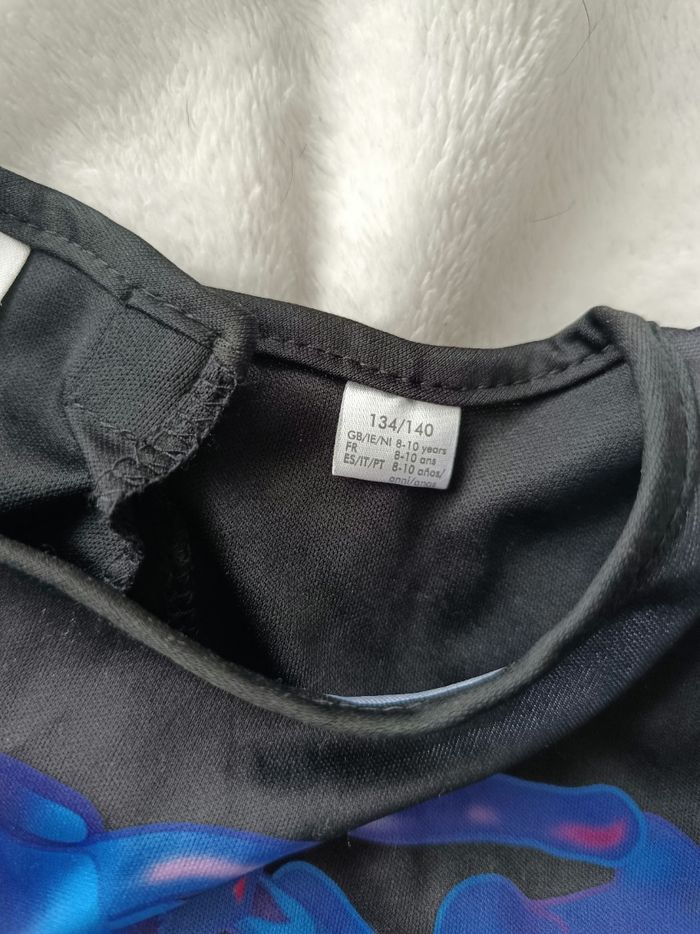 134/140
GB/IE/NI 8-10 years
FR 8-10 ans
ES/IT/PT 8-10 años/
anni/anos